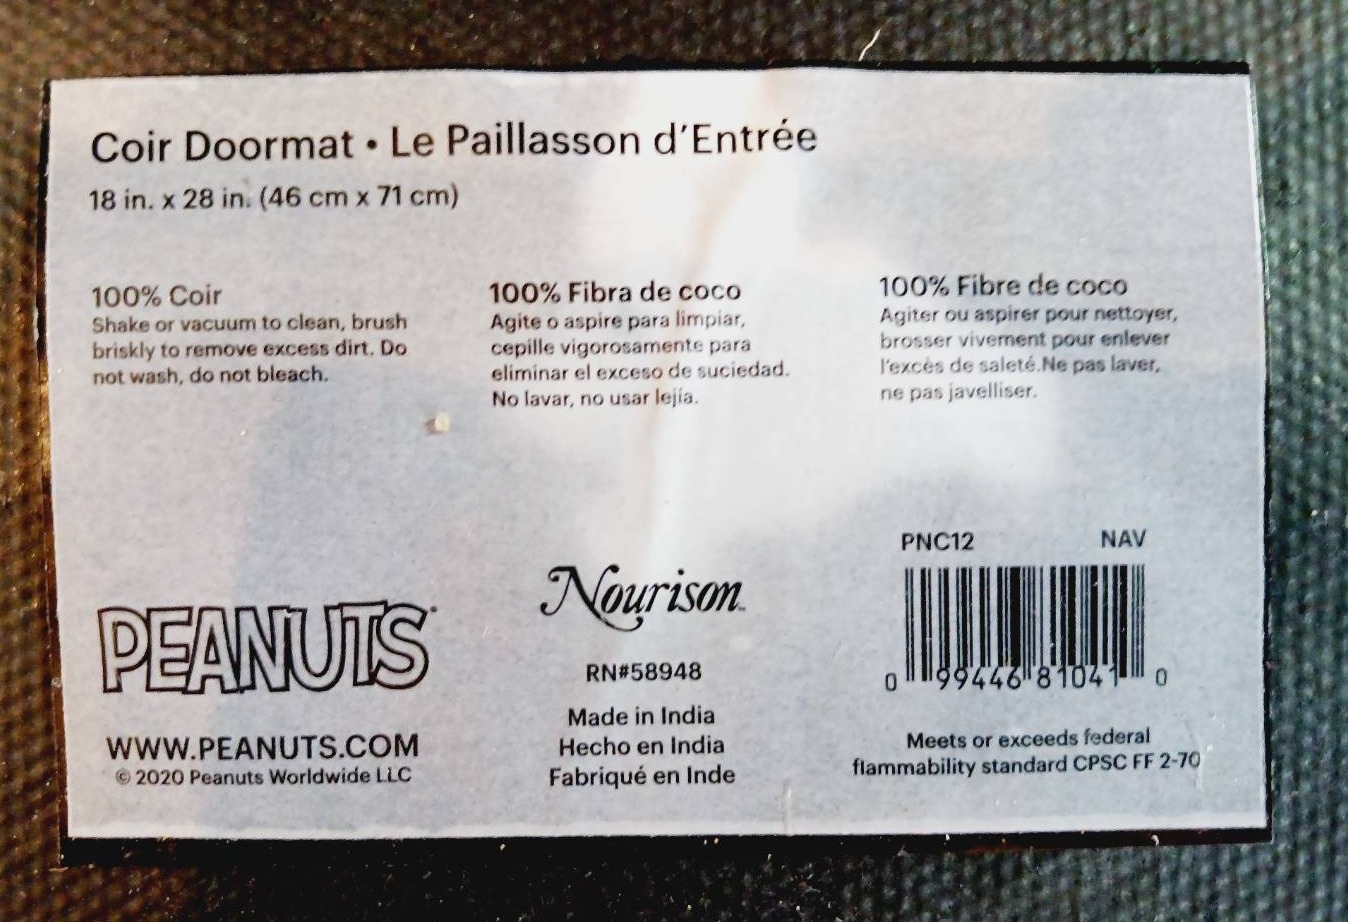 Coir Doormat • Le Paillasson d'Entrée
18 in. x 28 in. (46 cm x 71 cm)
100% Coir
Shake or vacuum to clean, brush
briskly to remove excess dirt. Do
not wash, do not bleach.
100% Fibra de coco
Agite o aspire para limpiar,
cepille vigorosamente para
eliminar el exceso de suciedad.
No lavar, no usar lejía.
100% Fibre de coco
Agiter ou aspirer pour nettoyer,
brosser vivement pour enlever
l'excès de saleté.Ne pas laver,
ne pas javelliser.
PEANUTS
WWW.PEANUTS.COM
© 2020 Peanuts Worldwide LLC
Nourison
RN#58948
Made in India
Hecho en India
Fabriqué en Inde
PNC12 NAV
0 99446 81041 0
Meets or exceeds federal
flammability standard CPSC FF 2-70